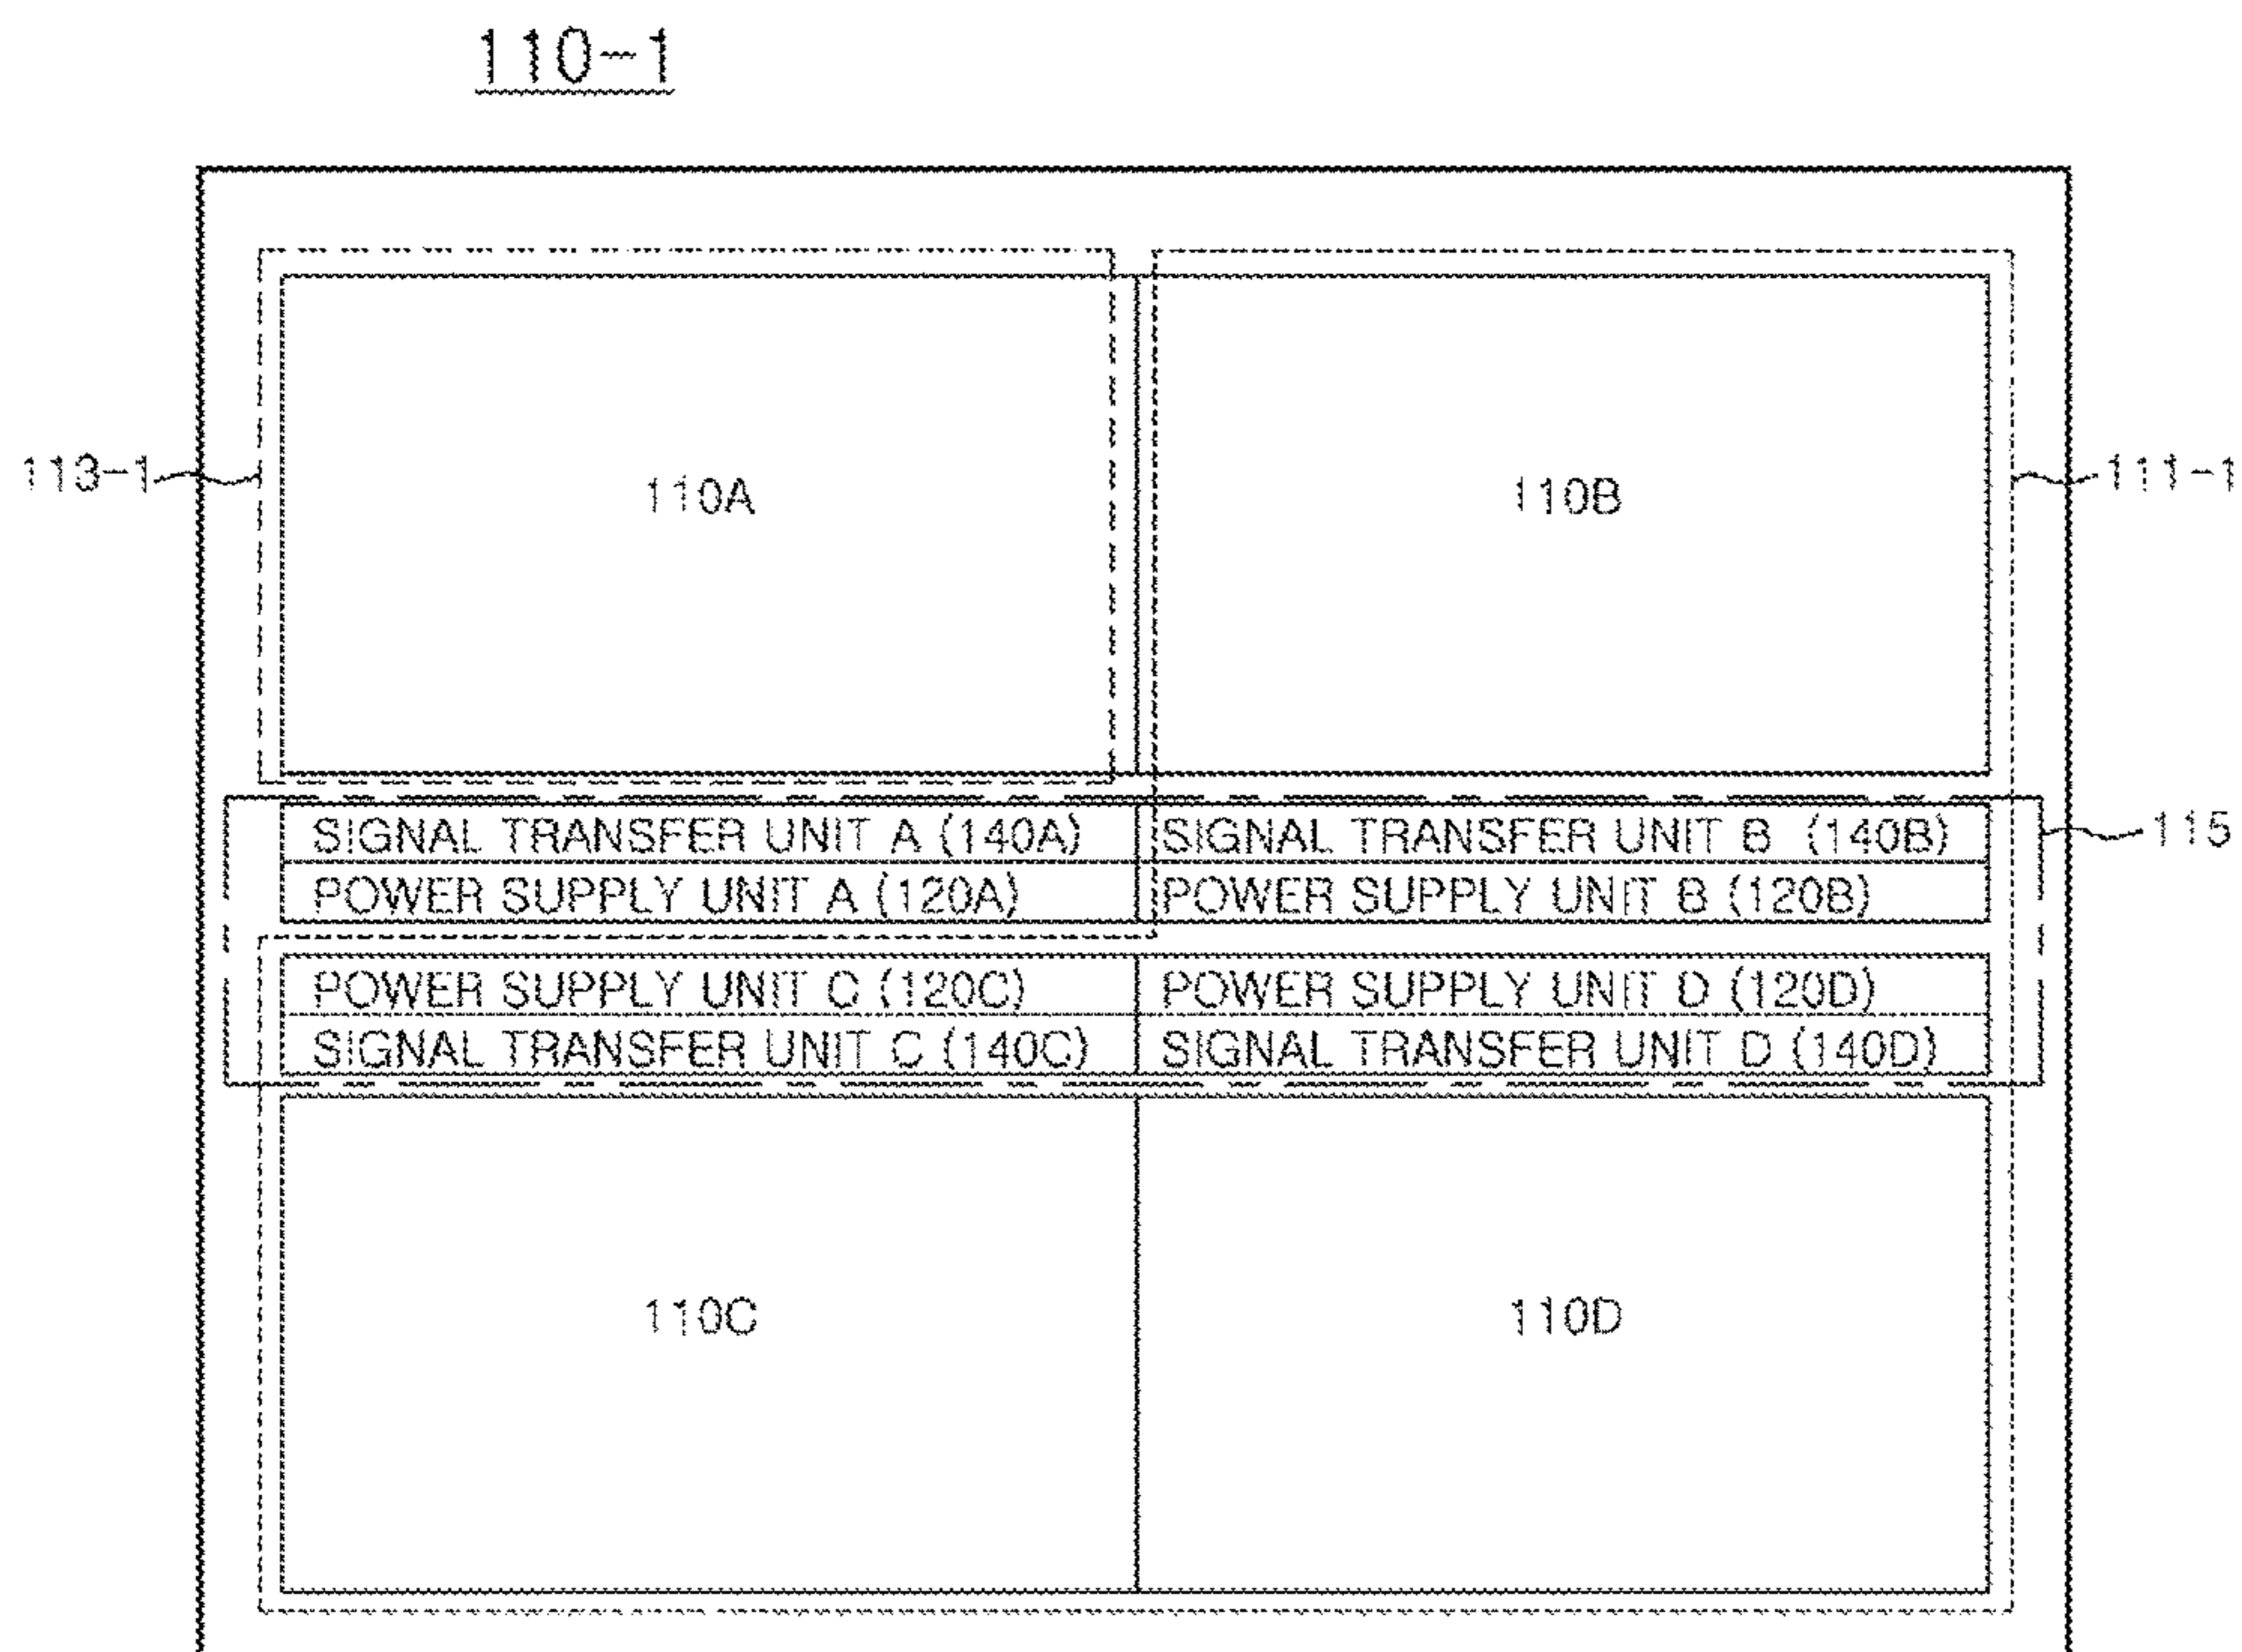 110-1
113-1
110A
110B
111-1
SIGNAL TRANSFER UNIT A (140A)
SIGNAL TRANSFER UNIT B (140B)
115
POWER SUPPLY UNIT A (120A)
POWER SUPPLY UNIT B (120B)
POWER SUPPLY UNIT C (120C)
POWER SUPPLY UNIT D (120D)
SIGNAL TRANSFER UNIT C (140C)
SIGNAL TRANSFER UNIT D (140D)
110C
110D